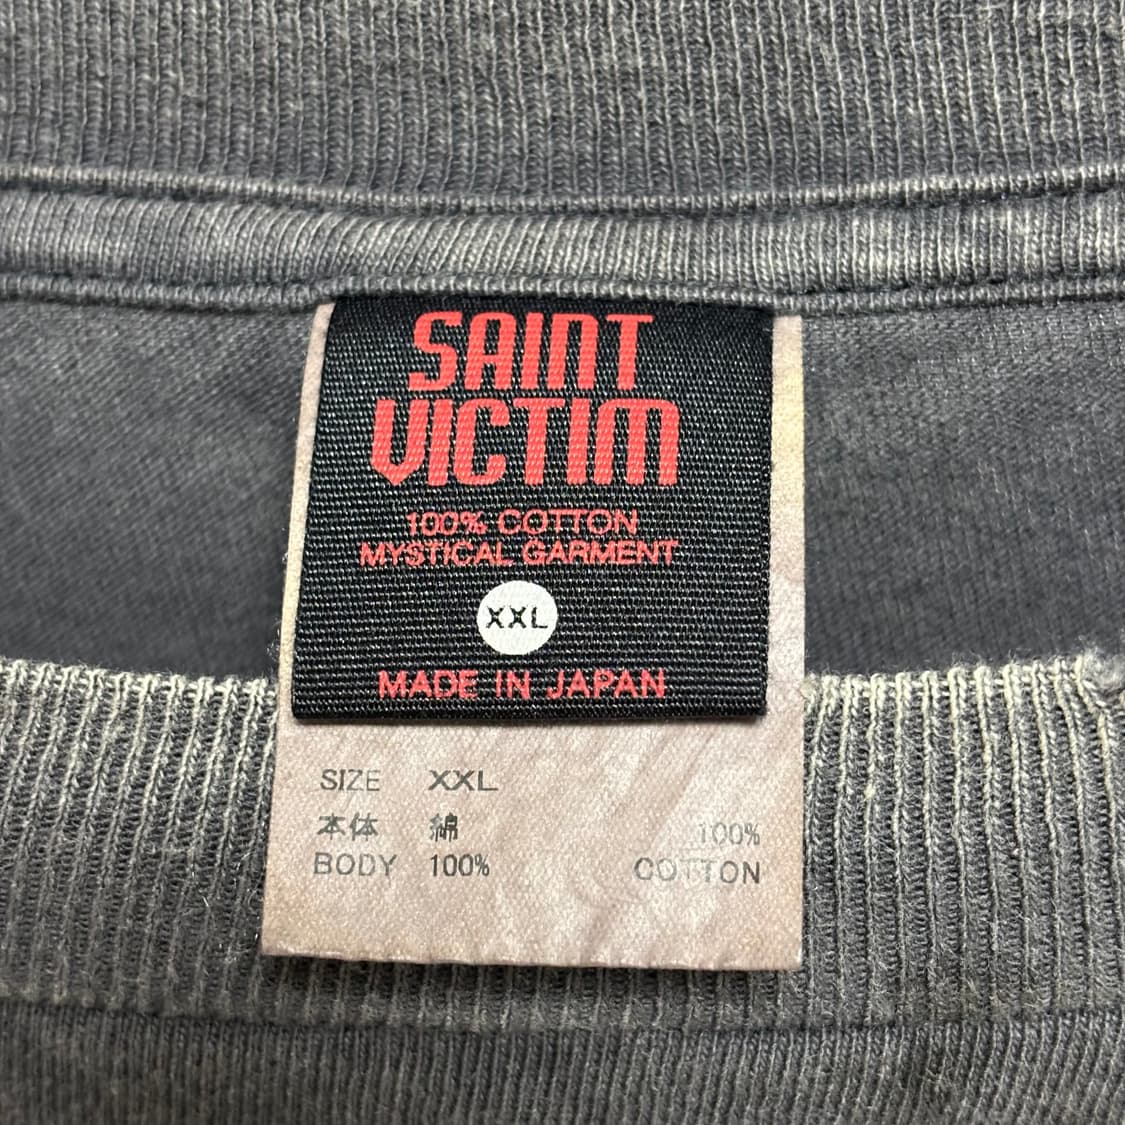 SAINT
VICTIM
100% COTTON
MYSTICAL GARMENT
XXL
MADE IN JAPAN
SIZE XXL
本体 綿 100%
BODY 100% COTTON